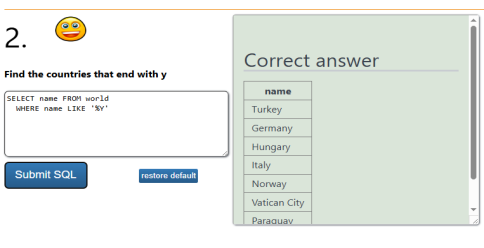 2.
Find the countries that end with y
SELECT name FROM world
WHERE name LIKE '%Y'
Submit SQL
restore default
Correct answer
name
Turkey
Germany
Hungary
Italy
Norway
Vatican City
Paraguay